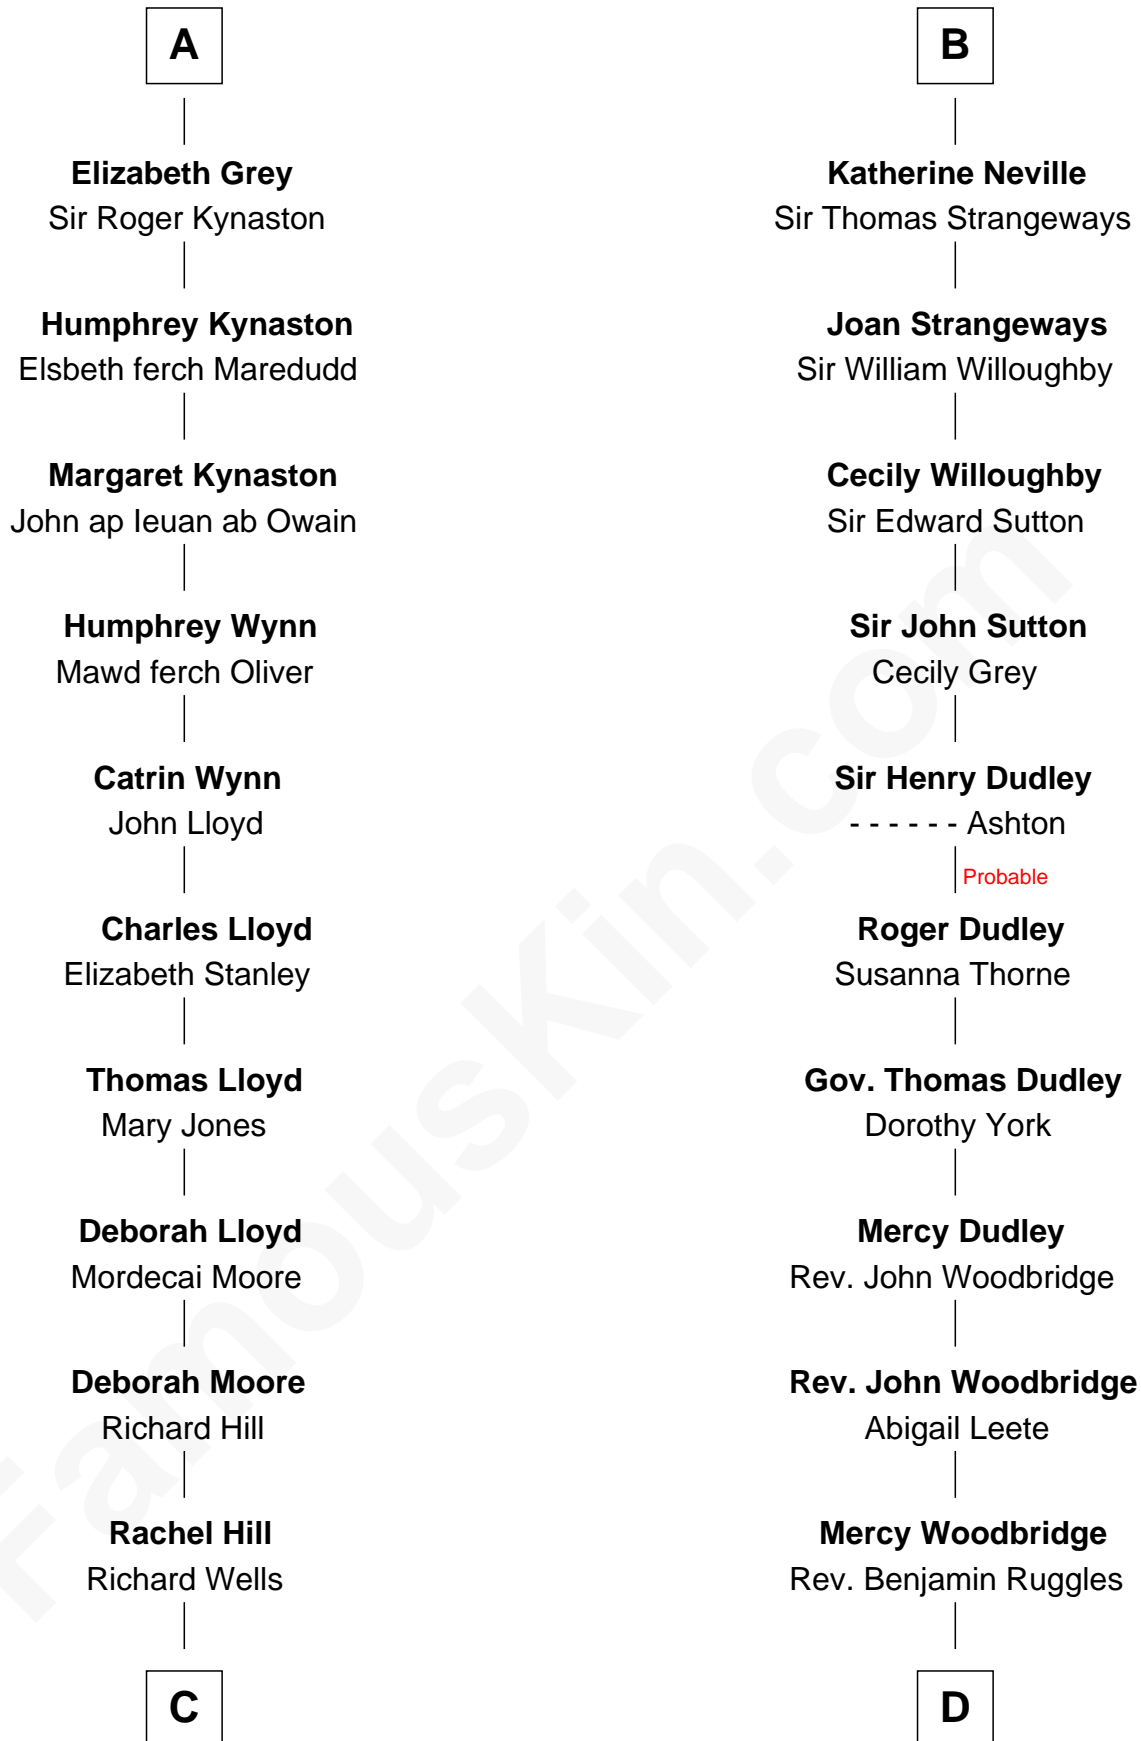 A
Elizabeth Grey
Sir Roger Kynaston
Humphrey Kynaston
Elsbeth ferch Maredudd
Margaret Kynaston
John ap Ieuan ab Owain
Humphrey Wynn
Mawd ferch Oliver
Catrin Wynn
John Lloyd
Charles Lloyd
Elizabeth Stanley
Thomas Lloyd
Mary Jones
Deborah Lloyd
Mordecai Moore
Deborah Moore
Richard Hill
Rachel Hill
Richard Wells
C
B
Katherine Neville
Sir Thomas Strangeways
Joan Strangeways
Sir William Willoughby
Cecily Willoughby
Sir Edward Sutton
Sir John Sutton
Cecily Grey
Sir Henry Dudley
- - - - - - Ashton
Probable
Roger Dudley
Susanna Thorne
Gov. Thomas Dudley
Dorothy York
Mercy Dudley
Rev. John Woodbridge
Rev. John Woodbridge
Abigail Leete
Mercy Woodbridge
Rev. Benjamin Ruggles
D
FamousKin.com